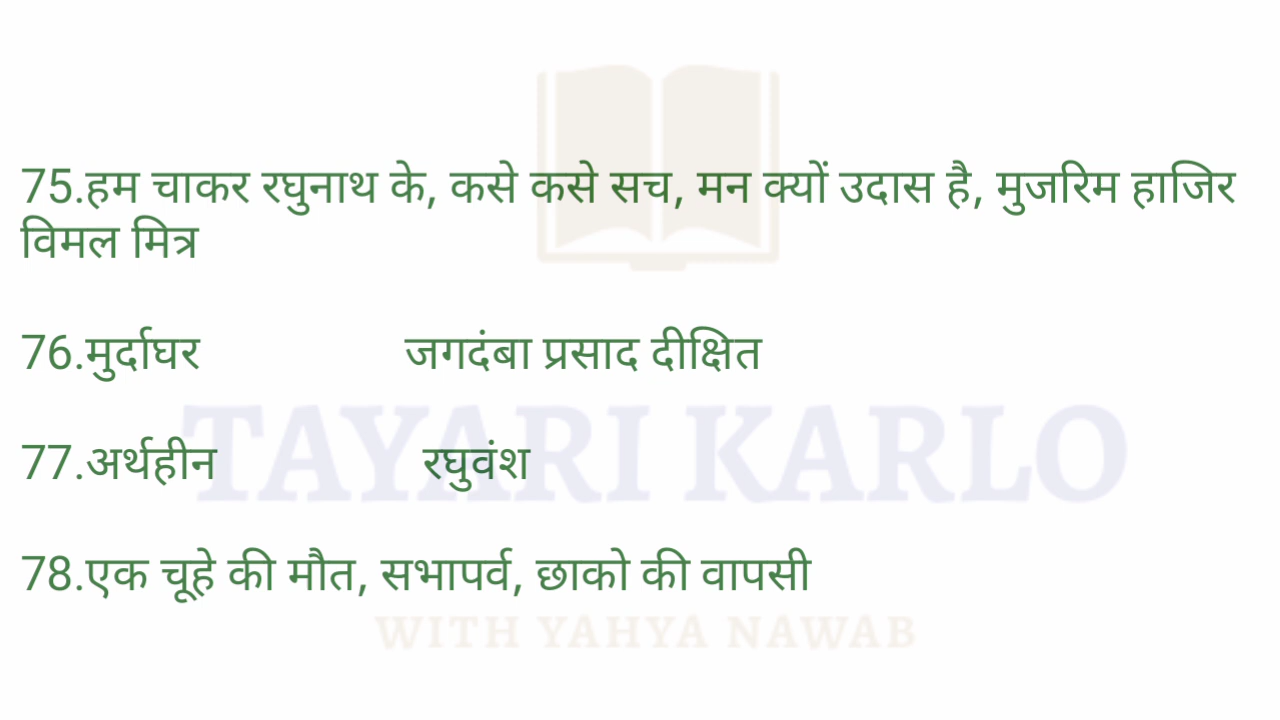 75.हम चाकर रघुनाथ के, कसे कसे सच, मन क्यों उदास है, मुजरिम हाजिर
विमल मित्र
76.मुर्दाघर जगदंबा प्रसाद दीक्षित
TAYARI KARLO
77.अर्थहीन रघुवंश
78.एक चूहे की मौत, सभापर्व, छाको की वापसी
WITH YAHYA NAWAB